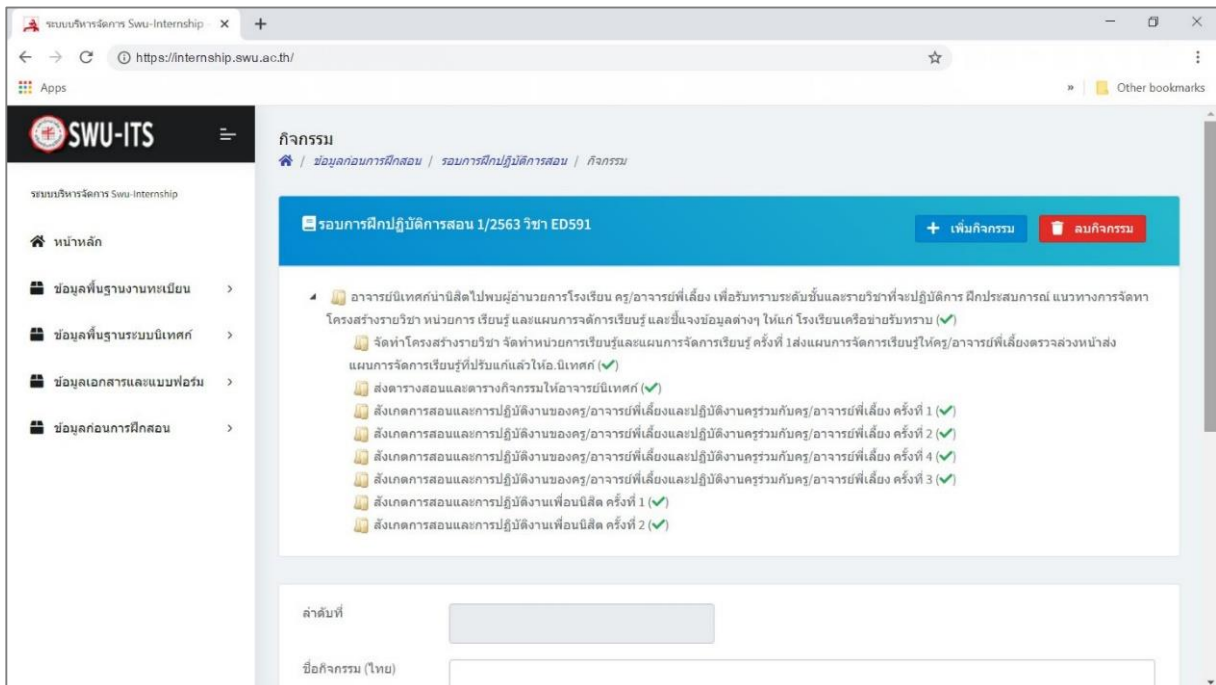 ระบบบริหารจัดการ Swu-Internship
https://internship.swu.ac.th/
Apps
» Other bookmarks
SWU-ITS
กิจกรรม
/ ข้อมูลก่อนการฝึกสอน / รอบการฝึกปฏิบัติการสอน / กิจกรรม
ระบบบริหารจัดการ Swu-Internship
รอบการฝึกปฏิบัติการสอน 1/2563 วิชา ED591
+ เพิ่มกิจกรรม
ลบกิจกรรม
หน้าหลัก
ข้อมูลพื้นฐานงานทะเบียน
ข้อมูลพื้นฐานระบบนิเทศก์
ข้อมูลเอกสารและแบบฟอร์ม
ข้อมูลก่อนการฝึกสอน
อาจารย์นิเทศก์นำนิสิตไปพบผู้อำนวยการโรงเรียน ครู/อาจารย์พี่เลี้ยง เพื่อรับทราบระดับชั้นและรายวิชาที่จะปฏิบัติการ ฝึกประสบการณ์ แนวทางการจัดทำ
โครงสร้างรายวิชา หน่วยการ เรียนรู้ และแผนการจดัการเรียนรู้ และชี้แจงข้อมูลต่างๆ ให้แก่ โรงเรียนเครือข่ายรับทราบ (✔)
จัดทำโครงสร้างรายวิชา จัดทำหน่วยการเรียนรู้และแผนการจัดการเรียนรู้ ครั้งที่ 1ส่งแผนการจัดการเรียนรู้ให้ครู/อาจารย์พี่เลี้ยงตรวจล่วงหน้าส่ง
แผนการจัดการเรียนรู้ที่ปรับแก้แล้วให้อ.นิเทศก์ (✔)
ส่งตารางสอนและตารางกิจกรรมให้อาจารย์นิเทศก์ (✔)
สังเกตการสอนและการปฏิบัติงานของครู/อาจารย์พี่เลี้ยงและปฏิบัติงานครูร่วมกับครู/อาจารย์พี่เลี้ยง ครั้งที่ 1 (✔)
สังเกตการสอนและการปฏิบัติงานของครู/อาจารย์พี่เลี้ยงและปฏิบัติงานครูร่วมกับครู/อาจารย์พี่เลี้ยง ครั้งที่ 2 (✔)
สังเกตการสอนและการปฏิบัติงานของครู/อาจารย์พี่เลี้ยงและปฏิบัติงานครูร่วมกับครู/อาจารย์พี่เลี้ยง ครั้งที่ 4 (✔)
สังเกตการสอนและการปฏิบัติงานของครู/อาจารย์พี่เลี้ยงและปฏิบัติงานครูร่วมกับครู/อาจารย์พี่เลี้ยง ครั้งที่ 3 (✔)
สังเกตการสอนและการปฏิบัติงานเพื่อนนิสิต ครั้งที่ 1 (✔)
สังเกตการสอนและการปฏิบัติงานเพื่อนนิสิต ครั้งที่ 2 (✔)
ลำดับที่
ชื่อกิจกรรม (ไทย)